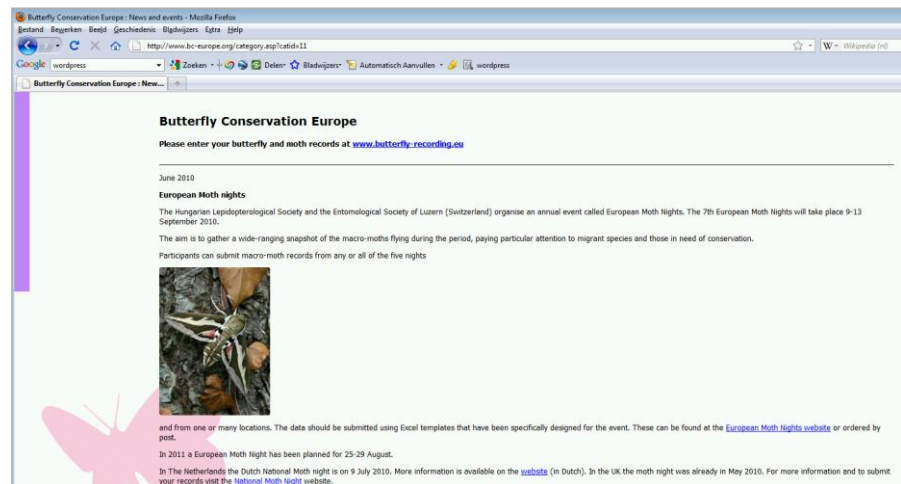 Butterfly Conservation Europe : News and events - Mozilla Firefox
Bestand Bewerken Beeld Geschiedenis Bladwijzers Extra Help
http://www.bc-europe.org/category.asp?catid=11
W Wikipedia (nl)
Google wordpress Zoeken Delen Bladwijzers Automatisch Aanvullen wordpress
Butterfly Conservation Europe : New...
Butterfly Conservation Europe
Please enter your butterfly and moth records at www.butterfly-recording.eu
June 2010
European Moth nights
The Hungarian Lepidopterological Society and the Entomological Society of Luzern (Switzerland) organise an annual event called European Moth Nights. The 7th European Moth Nights will take place 9-13
September 2010.
The aim is to gather a wide-ranging snapshot of the macro-moths flying during the period, paying particular attention to migrant species and those in need of conservation.
Participants can submit macro-moth records from any or all of the five nights
and from one or many locations. The data should be submitted using Excel templates that have been specifically designed for the event. These can be found at the European Moth Nights website or ordered by
post.
In 2011 a European Moth Night has been planned for 25-29 August.
In The Netherlands the Dutch National Moth night is on 9 July 2010. More information is available on the website (in Dutch). In the UK the moth night was already in May 2010. For more information and to submit
your records visit the National Moth Night website.